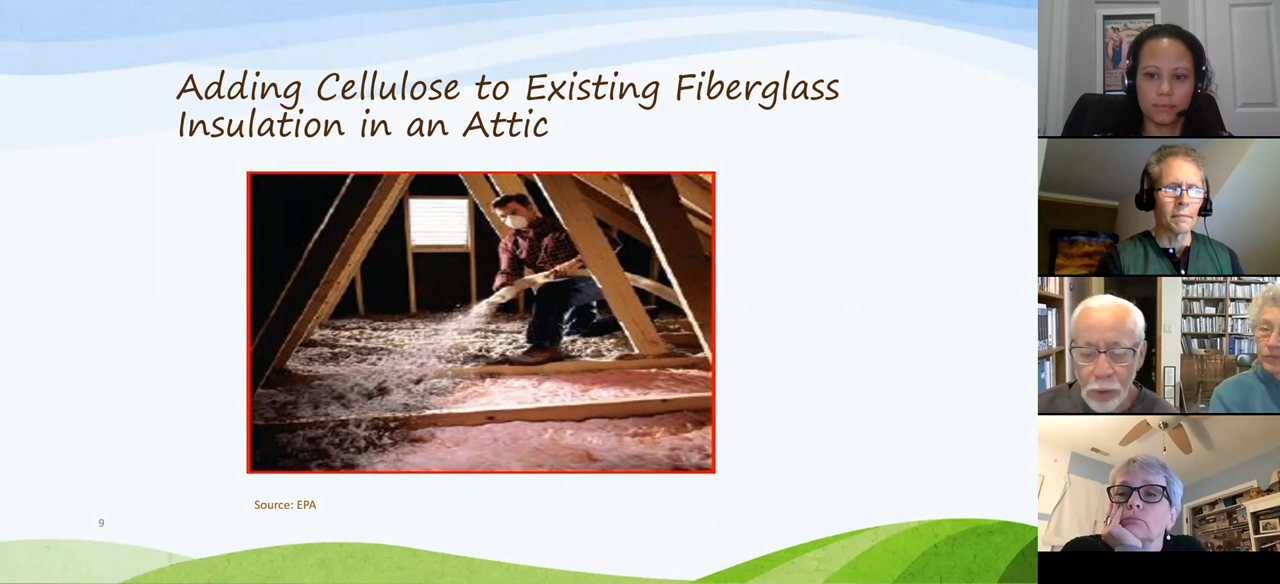 Adding Cellulose to Existing Fiberglass
Insulation in an Attic
Source: EPA
9